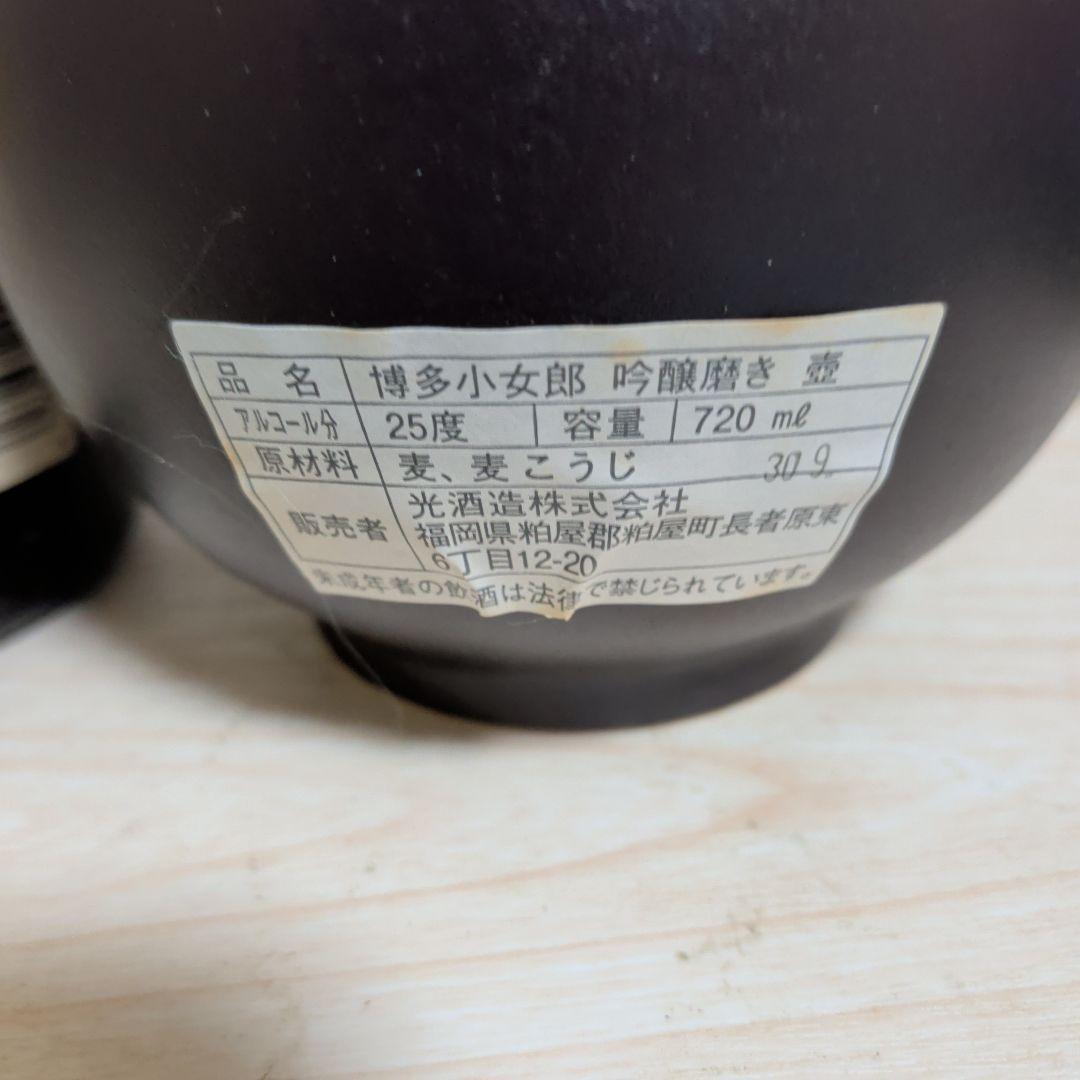 品名 博多小女郎 吟醸磨き 壺
アルコール分 25度 容量 720 ml
原材料 麦、麦こうじ 30 9.
販売者 光酒造株式会社
福岡県粕屋郡粕屋町長者原東
6丁目12-20
未成年者の飲酒は法律で禁じられています。